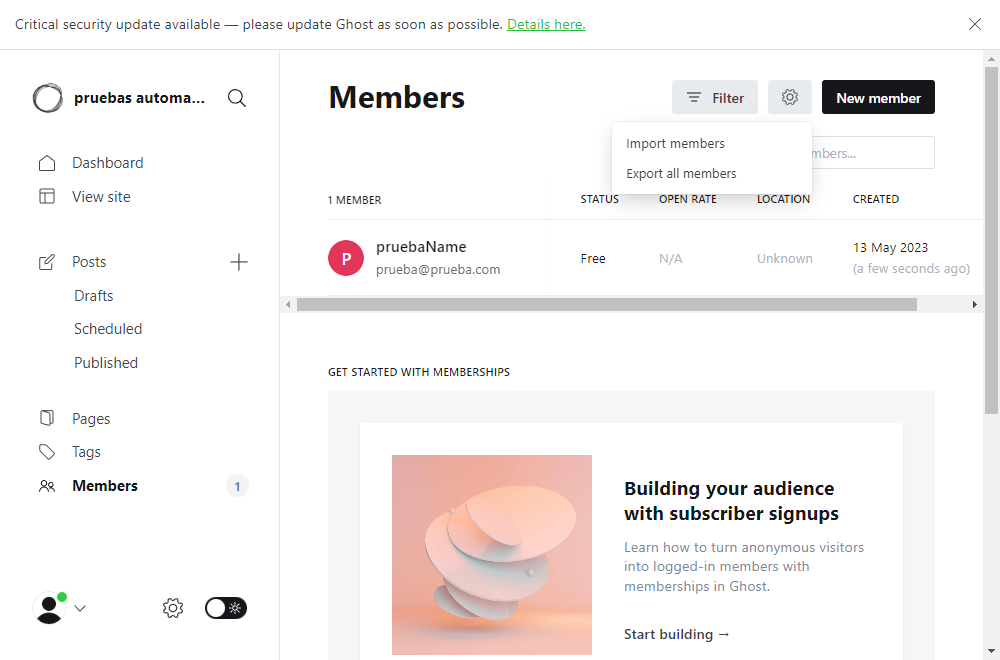 Critical security update available — please update Ghost as soon as possible. Details here.
pruebas automa...
Dashboard
View site
Posts
Drafts
Scheduled
Published
Pages
Tags
Members
1
Members
Filter
New member
Import members
Export all members
mbers...
1 MEMBER
STATUS
OPEN RATE
LOCATION
CREATED
P
pruebaName
prueba@prueba.com
Free
N/A
Unknown
13 May 2023
(a few seconds ago)
GET STARTED WITH MEMBERSHIPS
Building your audience
with subscriber signups
Learn how to turn anonymous visitors
into logged-in members with
memberships in Ghost.
Start building →